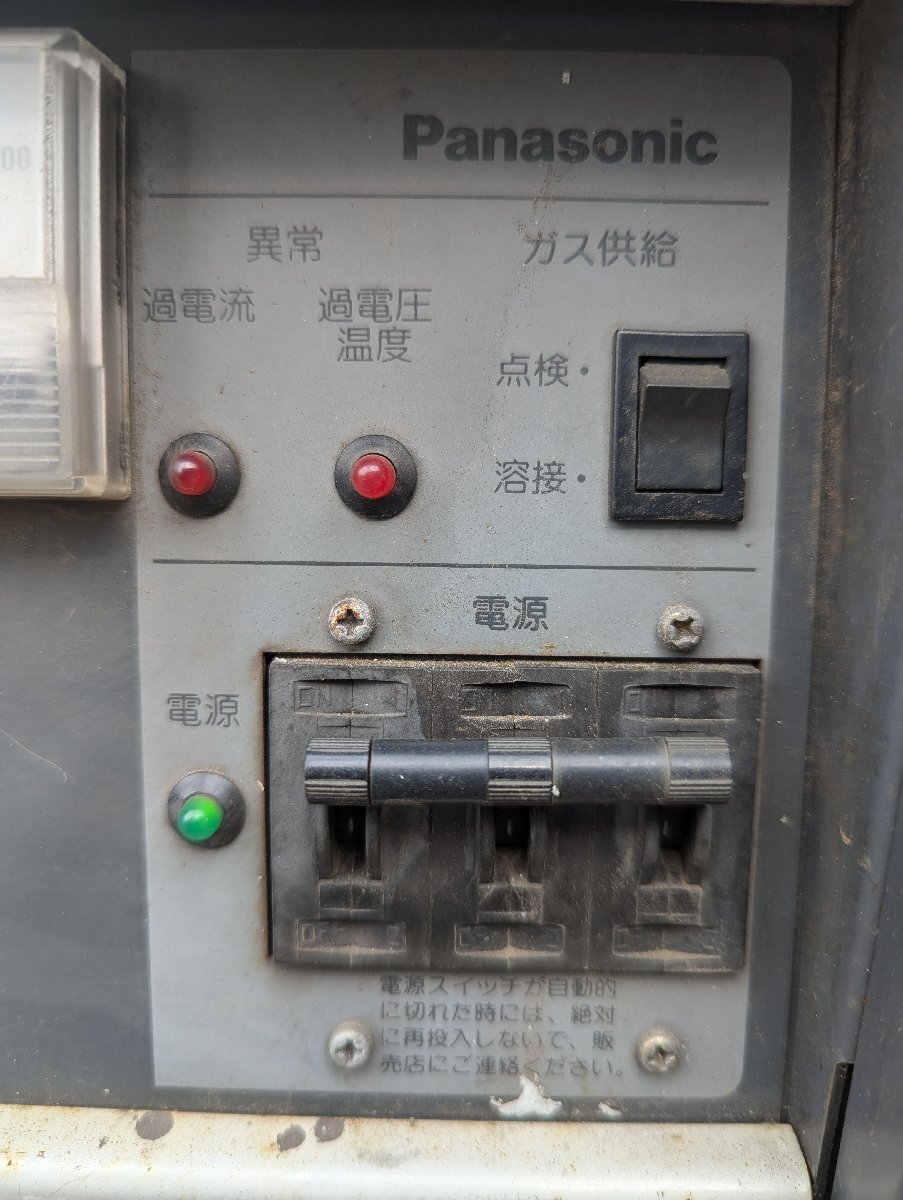 00
Panasonic
異常
ガス供給
過電流
過電圧
温度
点検・
溶接・
電源
電源
ON
電源スイッチが自動的
に切れた時には、絶対
に再投入しないで、販
売店にご連絡ください。